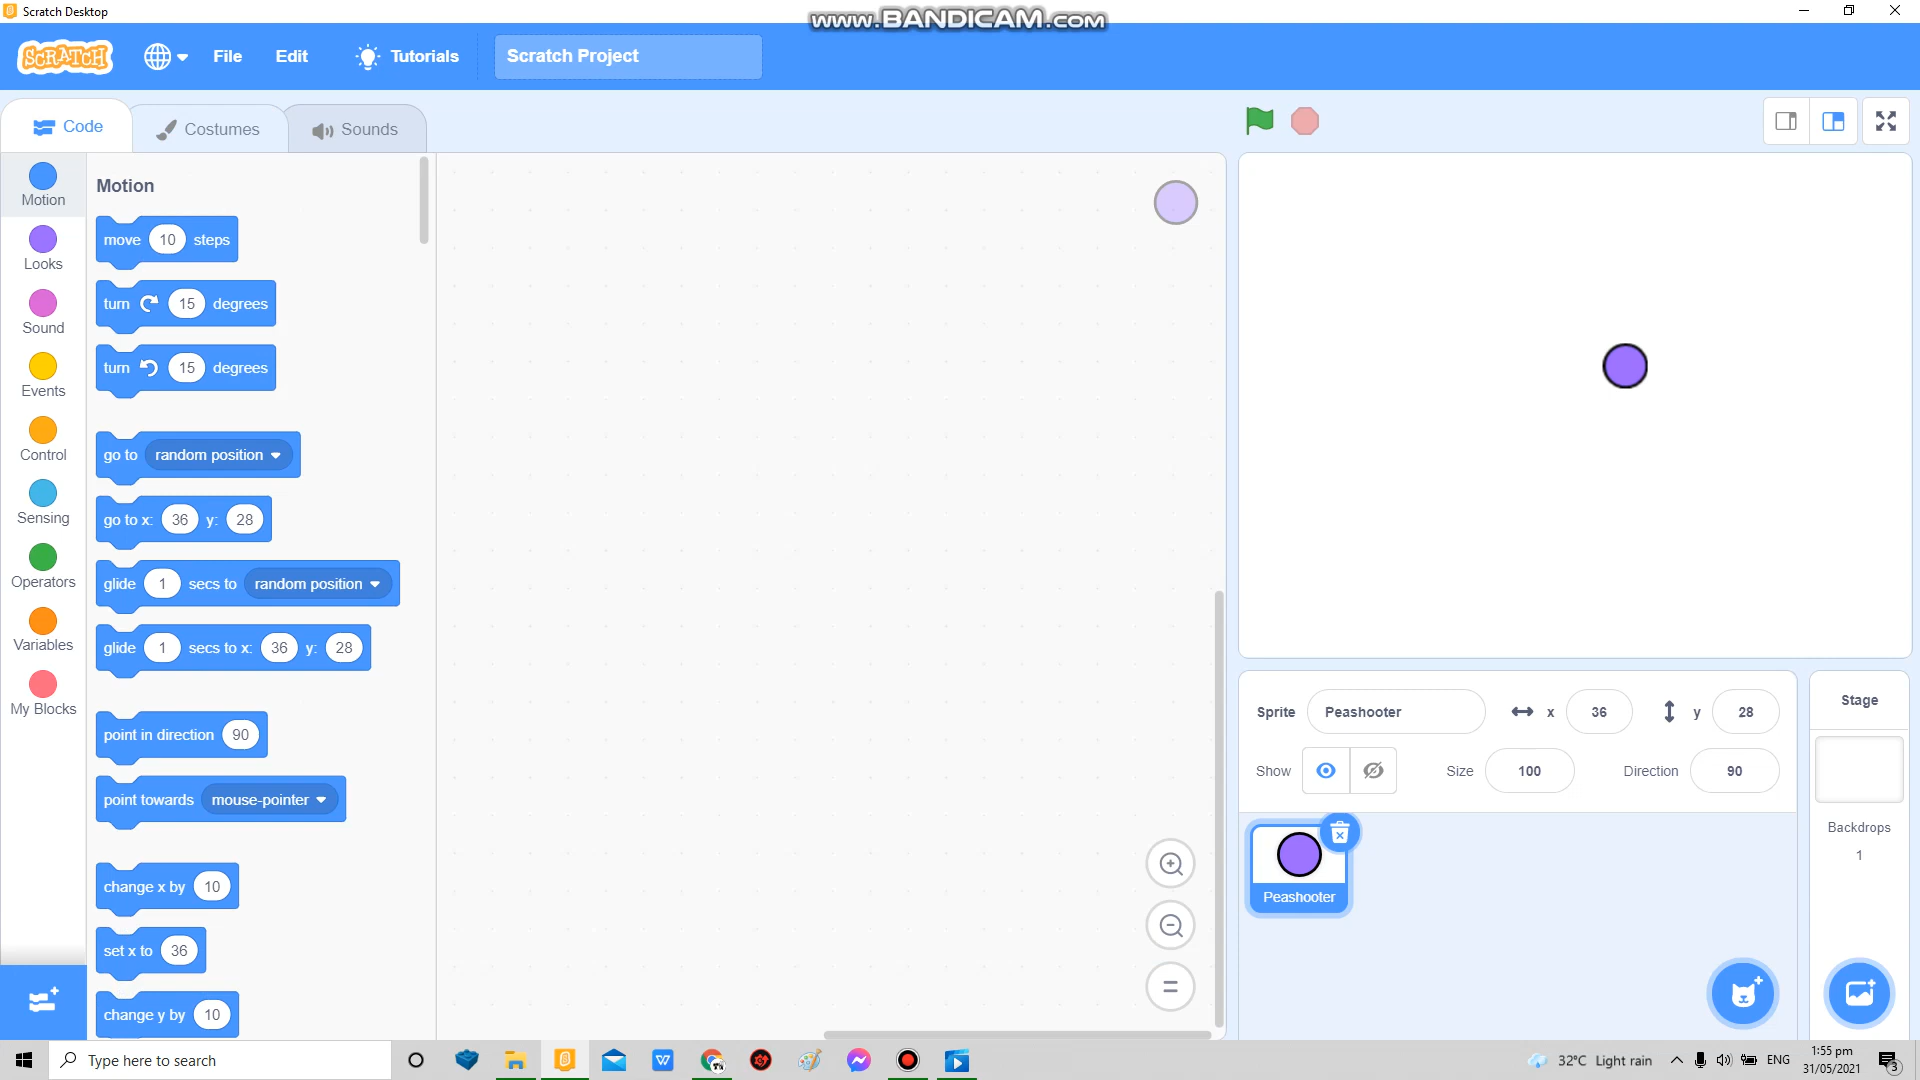 Scratch Desktop
www.BANDICAM.com
SCRATCH
File
Edit
Tutorials
Scratch Project
Code
Costumes
Sounds
Motion
Looks
Sound
Events
Control
Sensing
Operators
Variables
My Blocks
Motion
move 10 steps
turn 15 degrees
turn 15 degrees
go to random position
go to x: 36 y: 28
glide 1 secs to random position
glide 1 secs to x: 36 y: 28
point in direction 90
point towards mouse-pointer
change x by 10
set x to 36
change y by 10
Sprite Peashooter x 36 y 28
Show Size 100 Direction 90
Peashooter
Stage
Backdrops
1
Type here to search
32°C Light rain
ENG
1:55 pm
31/05/2021
3